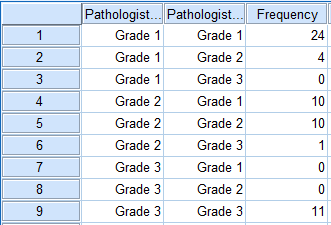 Pathologist... Pathologist... Frequency
1 Grade 1 Grade 1 24
2 Grade 1 Grade 2 4
3 Grade 1 Grade 3 0
4 Grade 2 Grade 1 10
5 Grade 2 Grade 2 10
6 Grade 2 Grade 3 1
7 Grade 3 Grade 1 0
8 Grade 3 Grade 2 0
9 Grade 3 Grade 3 11